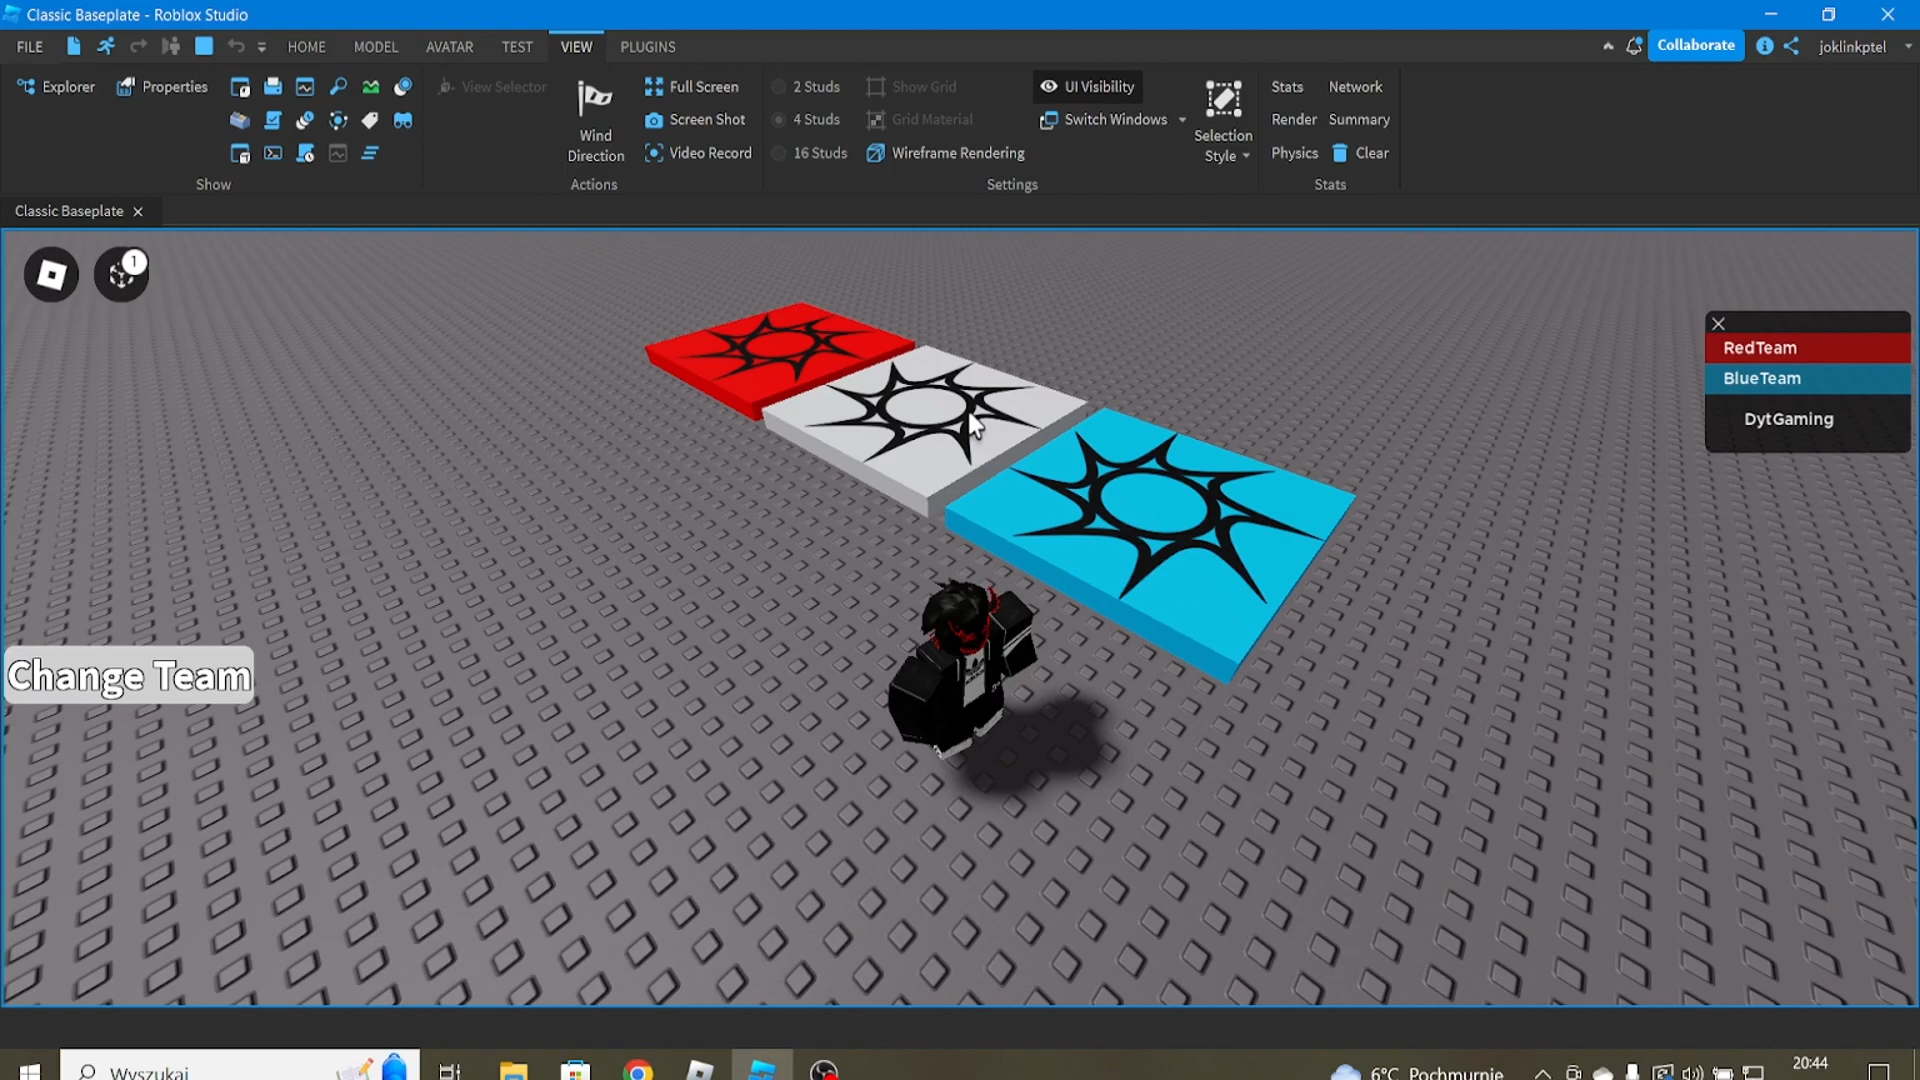 Classic Baseplate - Roblox Studio
FILE
HOME
MODEL
AVATAR
TEST
VIEW
PLUGINS
Collaborate
joklinkptel
Explorer
Properties
Show
View Selector
Wind
Direction
Full Screen
Screen Shot
Video Record
Actions
2 Studs
4 Studs
16 Studs
Show Grid
Grid Material
Wireframe Rendering
UI Visibility
Switch Windows
Settings
Selection
Style
Stats
Network
Render
Summary
Physics
Clear
Stats
Classic Baseplate
1
RedTeam
BlueTeam
DytGaming
Change Team
Wyszukaj
6°C Pochmurnie
20:44